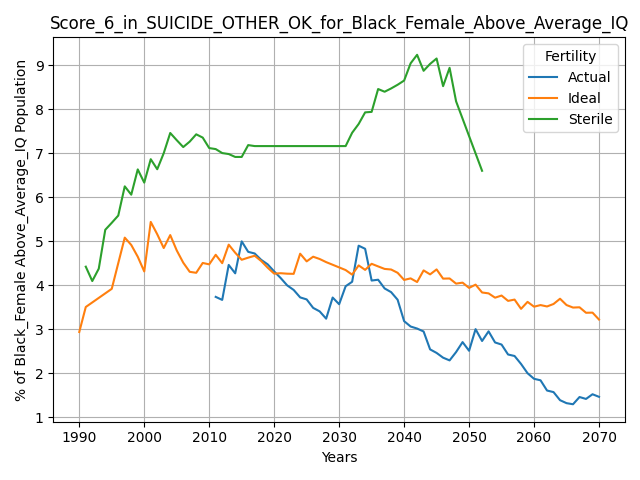 Score_6_in_SUICIDE_OTHER_OK_for_Black_Female_Above_Average_IQ
% of Black_Female Above_Average_IQ Population
9
8
7
6
5
4
3
2
1
Fertility
Actual
Ideal
Sterile
1990 2000 2010 2020 2030 2040 2050 2060 2070
Years